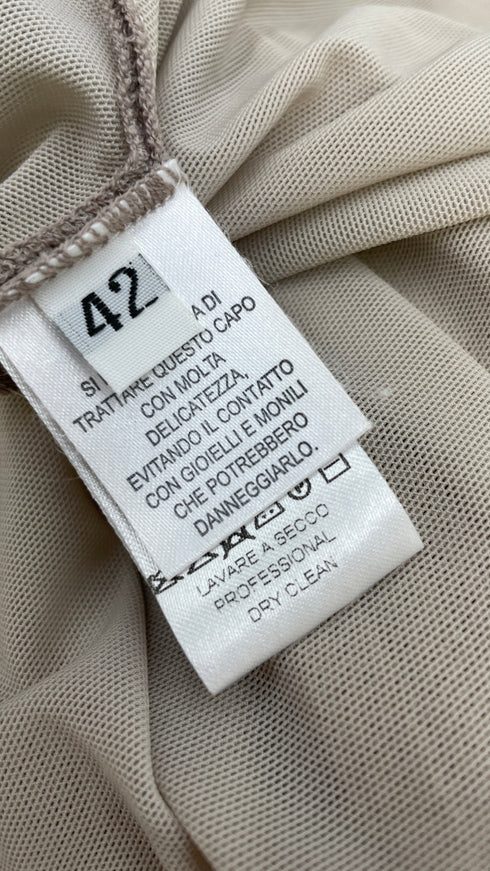 42
SI
A DI
TRATTARE QUESTO CAPO
CON MOLTA
DELICATEZZA,
EVITANDO IL CONTATTO
CON GIOIELLI E MONILI
CHE POTREBBERO
DANNEGGIARLO.
LAVARE A SECCO
PROFESSIONAL
DRY CLEAN